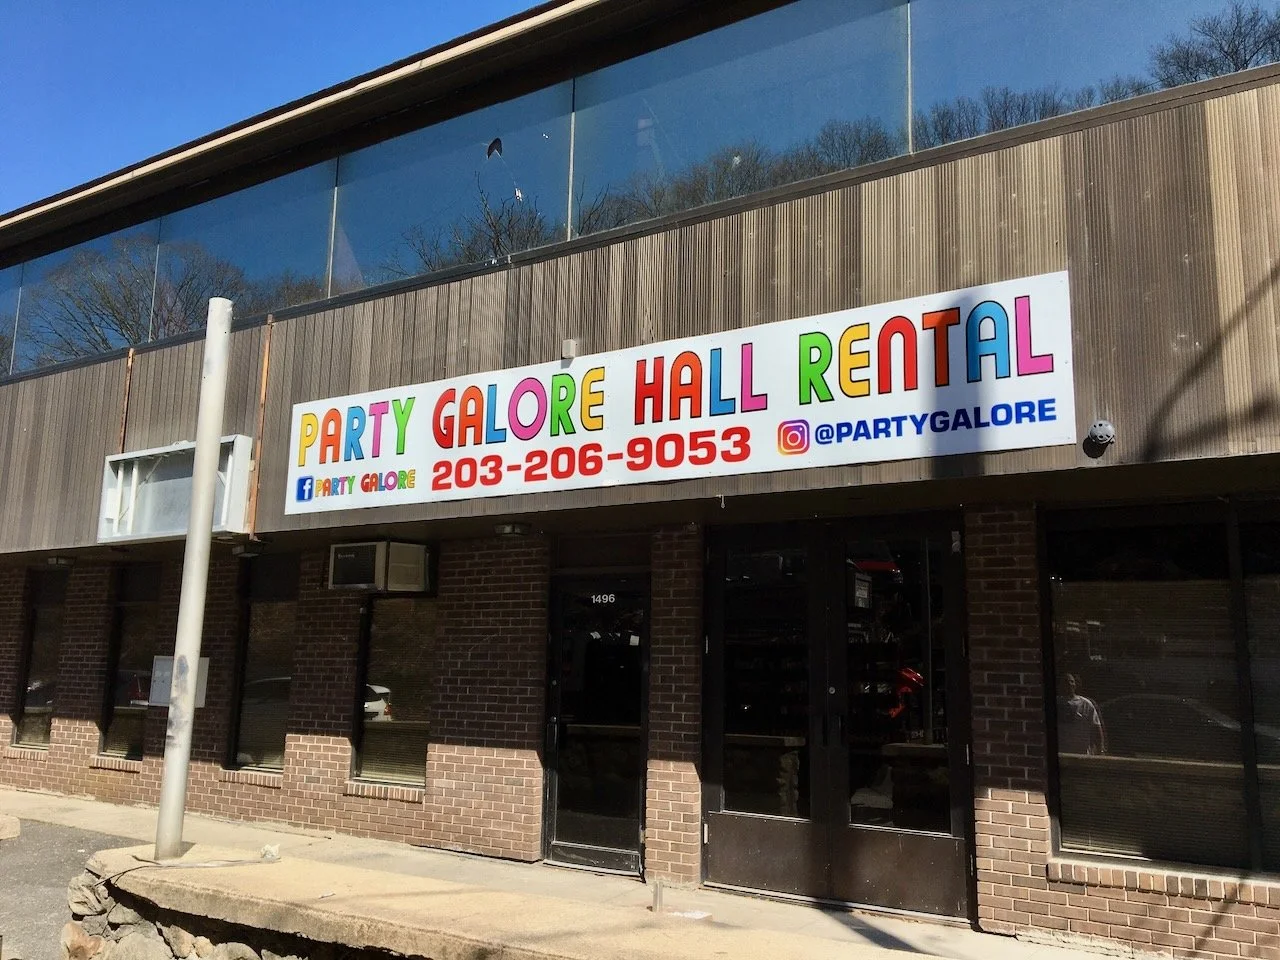 PARTY GALORE HALL RENTAL
f PARTY GALORE 203-206-9053 @PARTYGALORE
1496